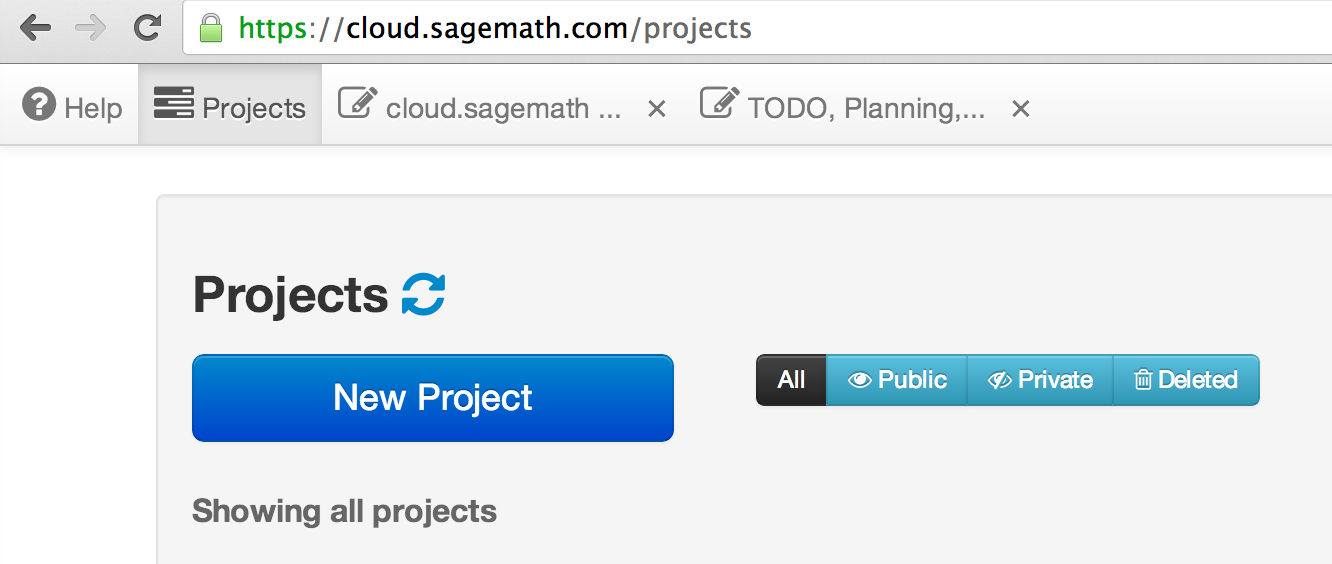 https://cloud.sagemath.com/projects
Help Projects cloud.sagemath ... × TODO, Planning,... ×
Projects
New Project All Public Private Deleted
Showing all projects